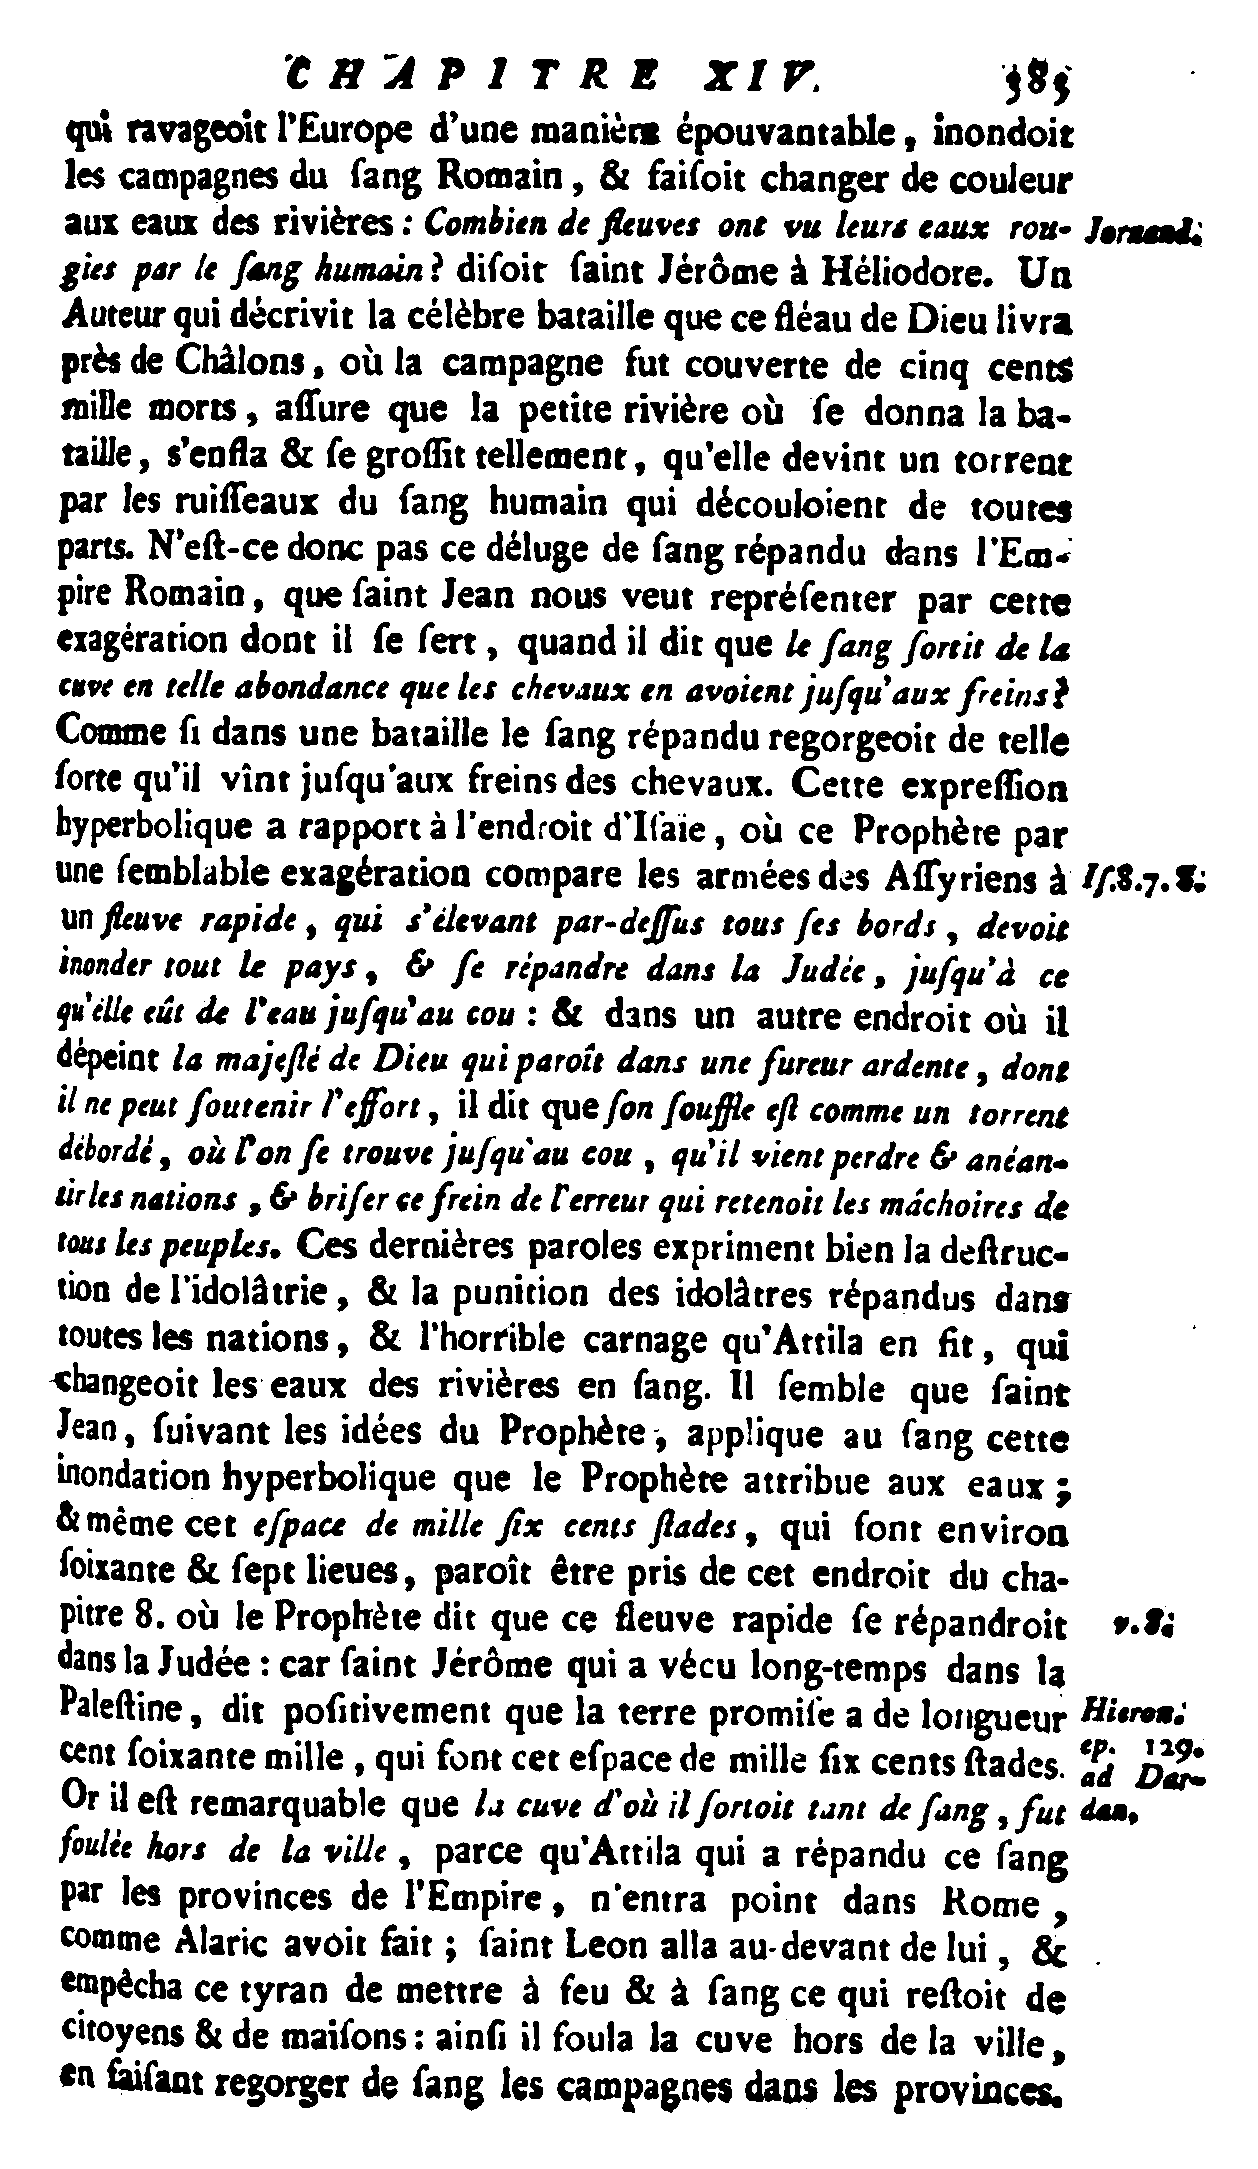 CHAPITRE XIV. 385
qui ravageoit l'Europe d'une manière épouvantable, inondoit
les campagnes du ſang Romain, & faiſoit changer de couleur
aux eaux des rivières : Combien de fleuves ont vu leurs eaux rou- Jornand.
gies par le ſang humain ? diſoit ſaint Jérôme à Héliodore. Un
Auteur qui décrivit la célèbre bataille que ce fléau de Dieu livra
près de Châlons, où la campagne fut couverte de cinq cents
mille morts, aſſure que la petite rivière où ſe donna la ba-
taille, s'enfla & ſe groſſit tellement, qu'elle devint un torrent
par les ruiſſeaux du ſang humain qui découloient de toutes
parts. N'eſt-ce donc pas ce déluge de ſang répandu dans l'Em-
pire Romain, que ſaint Jean nous veut repréſenter par cette
exagération dont il ſe ſert, quand il dit que le ſang ſortit de la
cuve en telle abondance que les chevaux en avoient juſqu'aux freins ?
Comme ſi dans une bataille le ſang répandu regorgeoit de telle
ſorte qu'il vînt juſqu'aux freins des chevaux. Cette expreſſion
hyperbolique a rapport à l'endroit d'Iſaïe, où ce Prophète par
une ſemblable exagération compare les armées des Aſſyriens à Iſ. 8. 7. 8.
un fleuve rapide, qui s'élevant par-deſſus tous ſes bords, devoit
inonder tout le pays, & ſe répandre dans la Judée, juſqu'à ce
qu'elle eût de l'eau juſqu'au cou : & dans un autre endroit où il
dépeint la majeſté de Dieu qui paroît dans une fureur ardente, dont
il ne peut ſoutenir l'effort, il dit que ſon ſouffle eſt comme un torrent
débordé, où l'on ſe trouve juſqu'au cou, qu'il vient perdre & anéan-
tir les nations, & briſer ce frein de l'erreur qui retenoit les mâchoires de
tous les peuples. Ces dernières paroles expriment bien la deſtruc-
tion de l'idolâtrie, & la punition des idolâtres répandus dans
toutes les nations, & l'horrible carnage qu'Attila en fit, qui
changeoit les eaux des rivières en ſang. Il ſemble que ſaint
Jean, ſuivant les idées du Prophète, applique au ſang cette
inondation hyperbolique que le Prophète attribue aux eaux ;
& même cet eſpace de mille ſix cents ſtades, qui font environ
ſoixante & ſept lieues, paroît être pris de cet endroit du cha-
pitre 8. où le Prophète dit que ce fleuve rapide ſe répandroit v. 8.
dans la Judée : car ſaint Jérôme qui a vécu long-temps dans la
Paleſtine, dit poſitivement que la terre promiſe a de longueur Hieron.
cent ſoixante mille, qui font cet eſpace de mille ſix cents ſtades. ep. 129.
ad Dar-
Or il eſt remarquable que la cuve d'où il ſortoit tant de ſang, fut dan.
foulée hors de la ville, parce qu'Attila qui a répandu ce ſang
par les provinces de l'Empire, n'entra point dans Rome,
comme Alaric avoit fait ; ſaint Leon alla au-devant de lui, &
empêcha ce tyran de mettre à feu & à ſang ce qui reſtoit de
citoyens & de maiſons : ainſi il foula la cuve hors de la ville,
en faiſant regorger de ſang les campagnes dans les provinces.